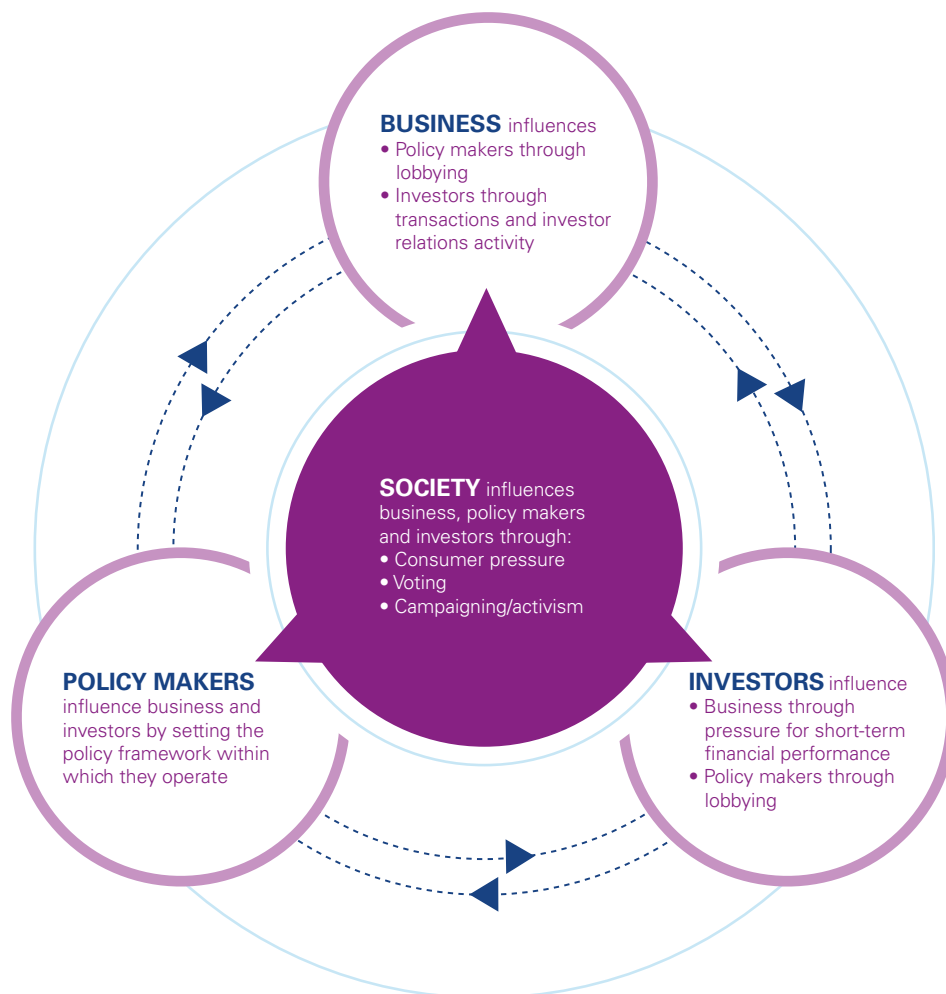 BUSINESS influences
• Policy makers through
lobbying
• Investors through
transactions and investor
relations activity
SOCIETY influences
business, policy makers
and investors through:
• Consumer pressure
• Voting
• Campaigning/activism
POLICY MAKERS
influence business and
investors by setting the
policy framework within
which they operate
INVESTORS influence
• Business through
pressure for short-term
financial performance
• Policy makers through
lobbying